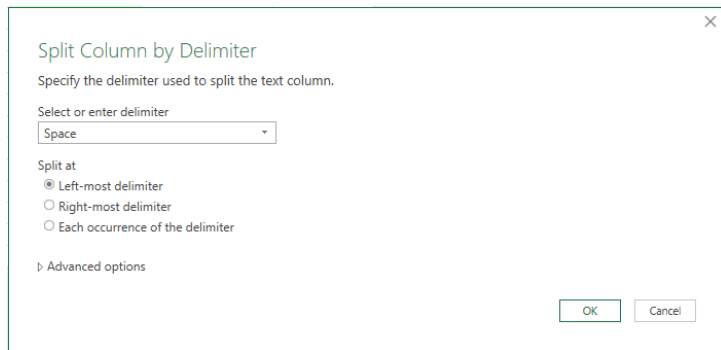 Split Column by Delimiter
Specify the delimiter used to split the text column.
Select or enter delimiter
Space
Split at
Left-most delimiter
Right-most delimiter
Each occurrence of the delimiter
Advanced options
OK
Cancel